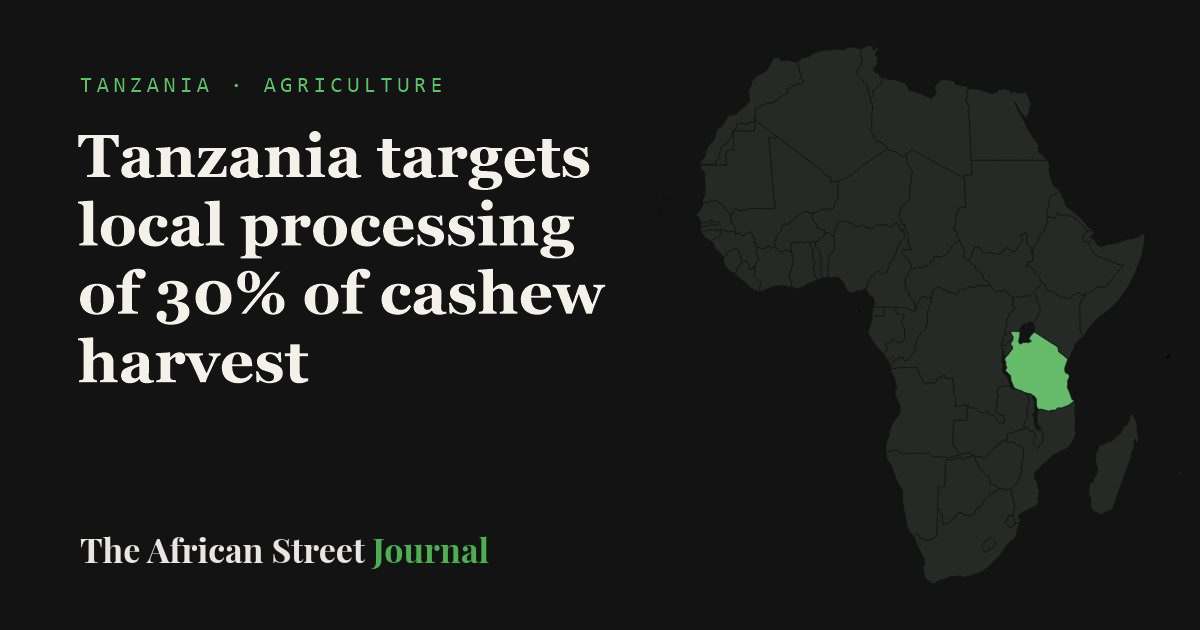 TANZANIA · AGRICULTURE
Tanzania targets
local processing
of 30% of cashew
harvest
The African Street Journal